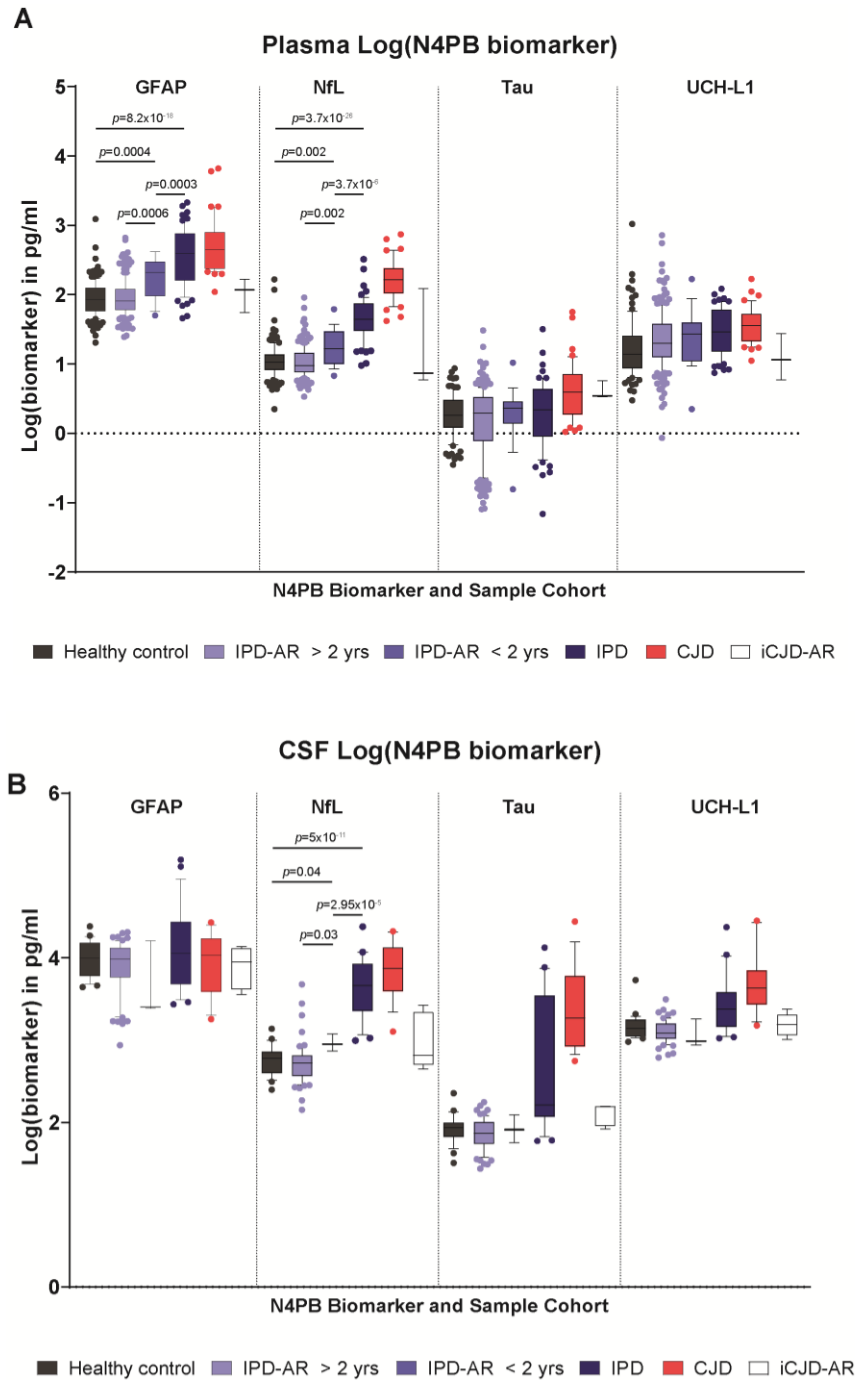 A
Plasma Log(N4PB biomarker)
GFAP NfL Tau UCH-L1
Log(biomarker) in pg/ml
5
4
3
2
1
0
-1
-2
p=8.2x10⁻¹⁸ p=3.7x10⁻²⁸
p=0.0004 p=0.002
p=0.0003 p=3.7x10⁻⁶
p=0.0006 p=0.002
N4PB Biomarker and Sample Cohort
Healthy control IPD-AR > 2 yrs IPD-AR < 2 yrs IPD CJD iCJD-AR
CSF Log(N4PB biomarker)
B
GFAP NfL Tau UCH-L1
Log(biomarker) in pg/ml
6
4
2
0
p=5x10⁻¹¹
p=0.04
p=2.95x10⁻⁵
p=0.03
N4PB Biomarker and Sample Cohort
Healthy control IPD-AR > 2 yrs IPD-AR < 2 yrs IPD CJD iCJD-AR